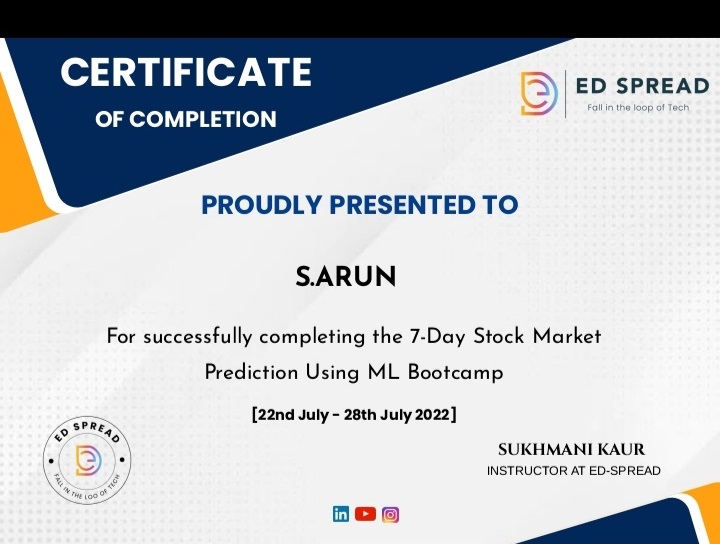 CERTIFICATE
OF COMPLETION
ED SPREAD
Fall in the loop of Tech
PROUDLY PRESENTED TO
S.ARUN
For successfully completing the 7-Day Stock Market
Prediction Using ML Bootcamp
[22nd July - 28th July 2022]
ED SPREAD
FALL IN THE LOO OF TECH
SUKHMANI KAUR
INSTRUCTOR AT ED-SPREAD